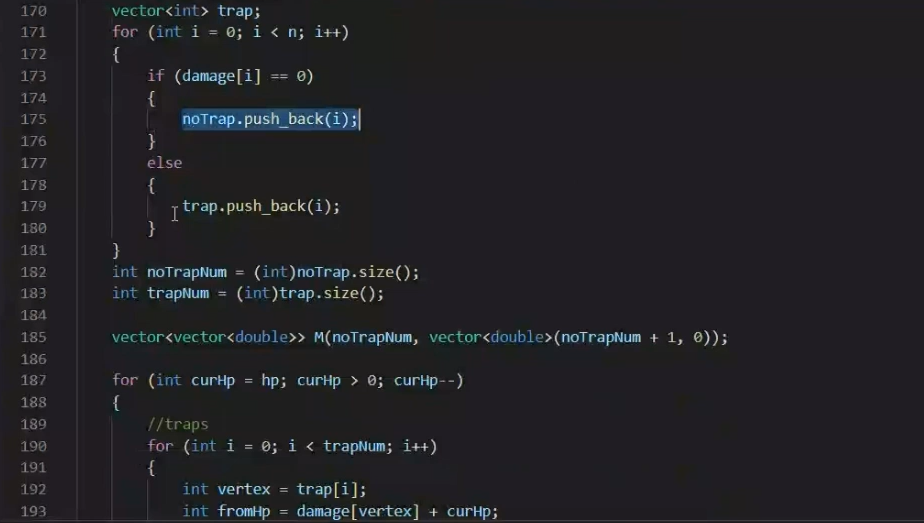 170 vector<int> trap;
171 for (int i = 0; i < n; i++)
172 {
173 if (damage[i] == 0)
174 {
175 noTrap.push_back(i);
176 }
177 else
178 {
179 trap.push_back(i);
180 }
181 }
182 int noTrapNum = (int)noTrap.size();
183 int trapNum = (int)trap.size();
184
185 vector<vector<double>> M(noTrapNum, vector<double>(noTrapNum + 1, 0));
186
187 for (int curHp = hp; curHp > 0; curHp--)
188 {
189 //traps
190 for (int i = 0; i < trapNum; i++)
191 {
192 int vertex = trap[i];
193 int fromHp = damage[vertex] + curHp;